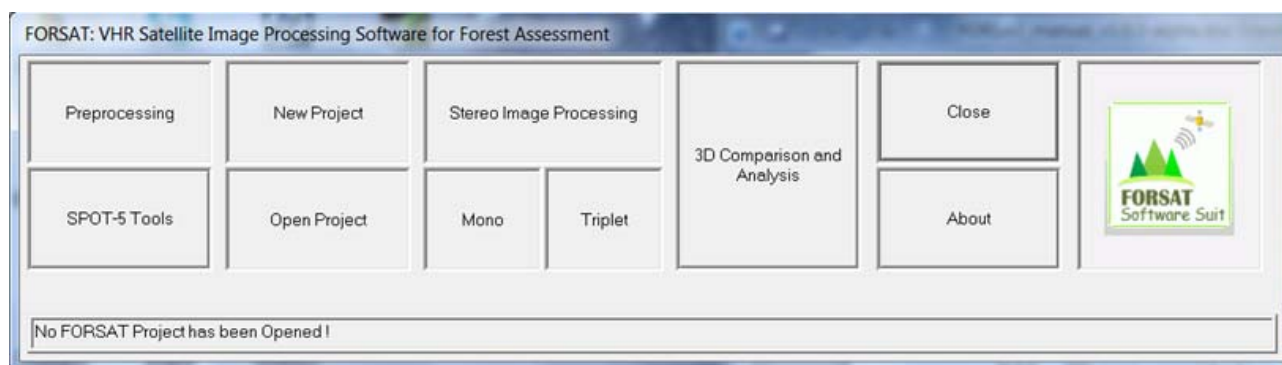 FORSAT: VHR Satellite Image Processing Software for Forest Assessment
Preprocessing
New Project
Stereo Image Processing
3D Comparison and
Analysis
Close
SPOT-5 Tools
Open Project
Mono
Triplet
About
FORSAT
Software Suit
No FORSAT Project has been Opened !